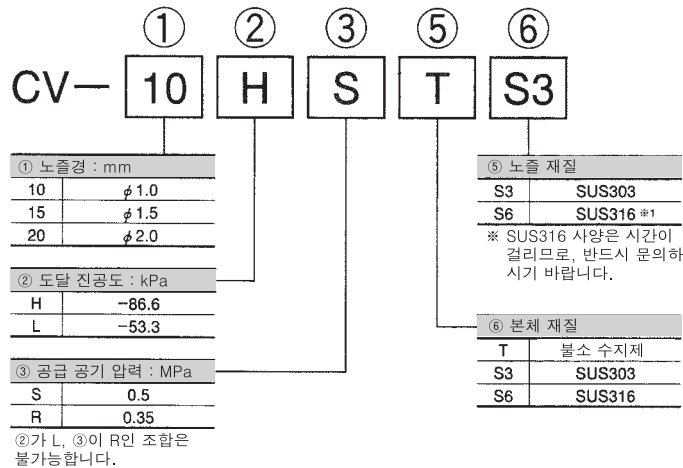 ① ② ③ ⑤ ⑥
CV— 10 H S T S3
① 노즐경 : mm
10 ϕ1.0
15 ϕ1.5
20 ϕ2.0
② 도달 진공도 : kPa
H −86.6
L −53.3
③ 공급 공기 압력 : MPa
S 0.5
R 0.35
②가 L, ③이 R인 조합은
불가능합니다.
⑤ 노즐 재질
S3 SUS303
S6 SUS316 ※1
※ SUS316 사양은 시간이
걸리므로, 반드시 문의하
시기 바랍니다.
⑥ 본체 재질
T 불소 수지제
S3 SUS303
S6 SUS316